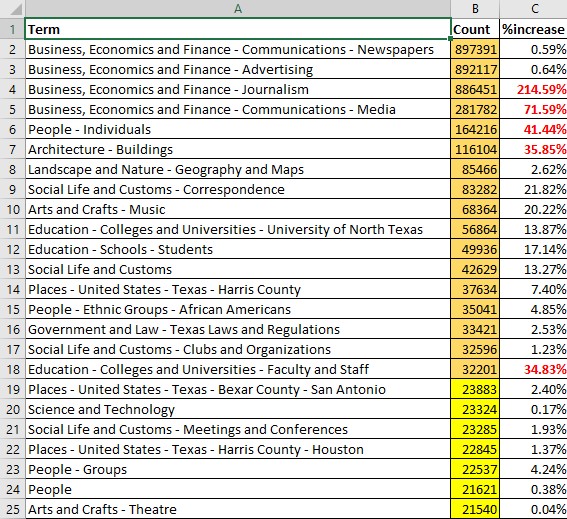 A B C
1 Term Count %increase
2 Business, Economics and Finance - Communications - Newspapers 897391 0.59%
3 Business, Economics and Finance - Advertising 892117 0.64%
4 Business, Economics and Finance - Journalism 886451 214.59%
5 Business, Economics and Finance - Communications - Media 281782 71.59%
6 People - Individuals 164216 41.44%
7 Architecture - Buildings 116104 35.85%
8 Landscape and Nature - Geography and Maps 85466 2.62%
9 Social Life and Customs - Correspondence 83282 21.82%
10 Arts and Crafts - Music 68364 20.22%
11 Education - Colleges and Universities - University of North Texas 56864 13.87%
12 Education - Schools - Students 49936 17.14%
13 Social Life and Customs 42629 13.27%
14 Places - United States - Texas - Harris County 37634 7.40%
15 People - Ethnic Groups - African Americans 35041 4.85%
16 Government and Law - Texas Laws and Regulations 33421 2.53%
17 Social Life and Customs - Clubs and Organizations 32596 1.23%
18 Education - Colleges and Universities - Faculty and Staff 32201 34.83%
19 Places - United States - Texas - Bexar County - San Antonio 23883 2.40%
20 Science and Technology 23324 0.17%
21 Social Life and Customs - Meetings and Conferences 23285 1.93%
22 Places - United States - Texas - Harris County - Houston 22845 1.37%
23 People - Groups 22537 4.24%
24 People 21621 0.38%
25 Arts and Crafts - Theatre 21540 0.04%